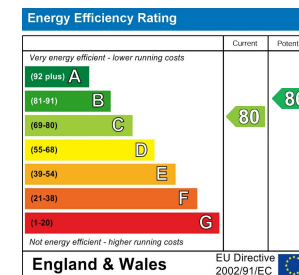 Energy Efficiency Rating
Current
Very energy efficient - lower running costs
(92 plus) A
(81-91) B
(69-80) C
80
(55-68) D
(39-54) E
(21-38) F
(1-20) G
Not energy efficient - higher running costs
England & Wales
EU Directive
2002/91/EC